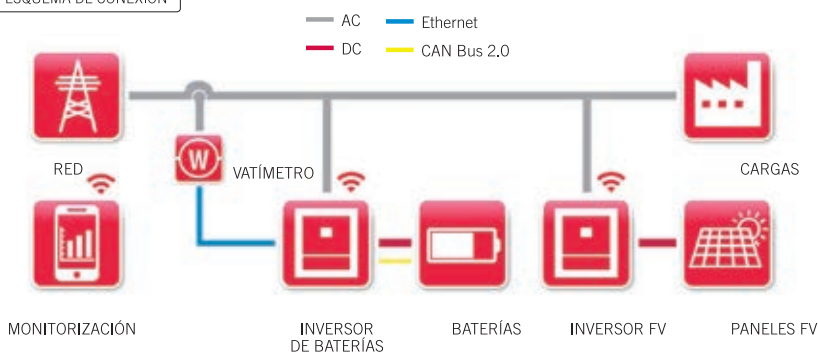 ESQUEMA DE CONEXIÓN
AC
Ethernet
DC
CAN Bus 2.0
RED
W
VATÍMETRO
CARGAS
MONITORIZACIÓN
INVERSOR
DE BATERÍAS
BATERÍAS
INVERSOR FV
PANELES FV